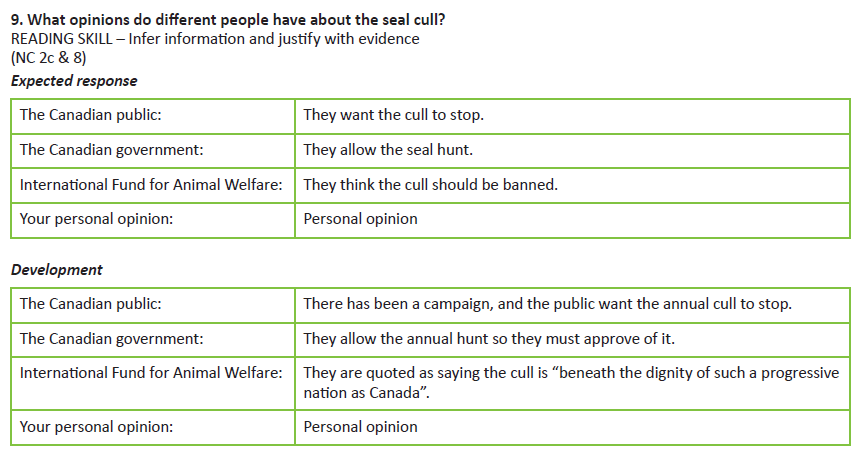 9. What opinions do different people have about the seal cull?
READING SKILL – Infer information and justify with evidence
(NC 2c & 8)
Expected response
The Canadian public: They want the cull to stop.
The Canadian government: They allow the seal hunt.
International Fund for Animal Welfare: They think the cull should be banned.
Your personal opinion: Personal opinion
Development
The Canadian public: There has been a campaign, and the public want the annual cull to stop.
The Canadian government: They allow the annual hunt so they must approve of it.
International Fund for Animal Welfare: They are quoted as saying the cull is “beneath the dignity of such a progressive
nation as Canada”.
Your personal opinion: Personal opinion